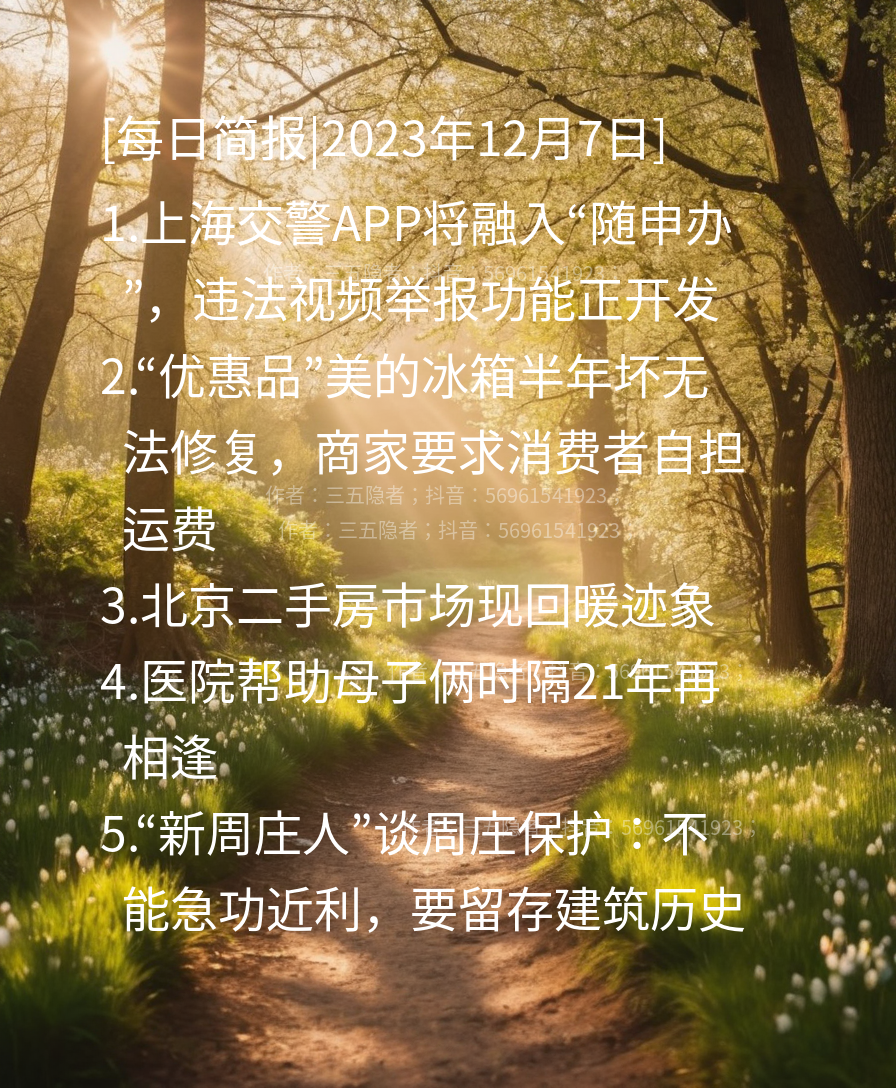 [每日简报|2023年12月7日]
1.上海交警APP将融入“随申办
”，违法视频举报功能正开发
2.“优惠品”美的冰箱半年坏无
法修复，商家要求消费者自担
作者：三五隐者；抖音：56961541923；
运费
作者：三五隐者；抖音：56961541923；
3.北京二手房市场现回暖迹象
4.医院帮助母子俩时隔21年再
相逢
5.“新周庄人”谈周庄保护：不
能急功近利，要留存建筑历史